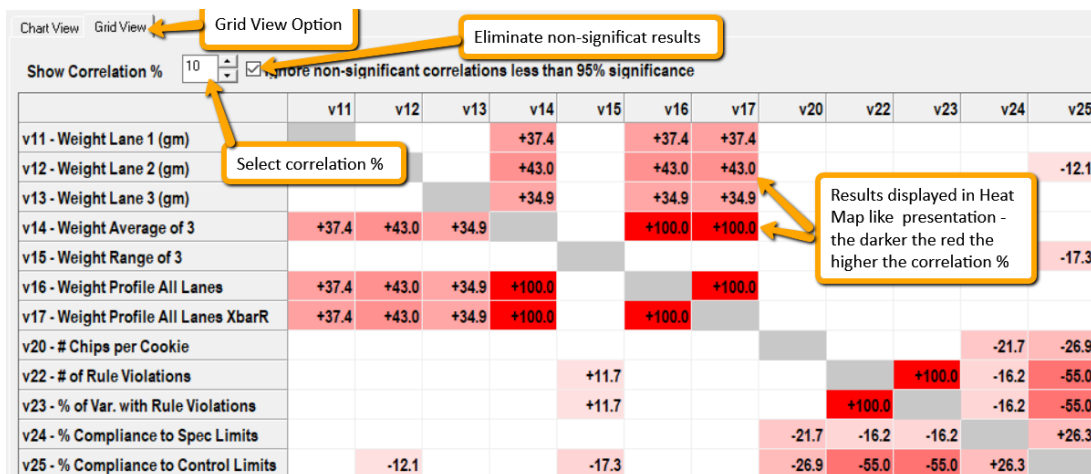 Chart View Grid View
Grid View Option
Eliminate non-significat results
Show Correlation % 10 Ignore non-significant correlations less than 95% significance
v11 v12 v13 v14 v15 v16 v17 v20 v22 v23 v24 v25
v11 - Weight Lane 1 (gm) +37.4 +37.4 +37.4
Select correlation %
v12 - Weight Lane 2 (gm) +43.0 +43.0 +43.0 -12.1
v13 - Weight Lane 3 (gm) +34.9 +34.9 +34.9
Results displayed in Heat
Map like presentation -
the darker the red the
higher the correlation %
v14 - Weight Average of 3 +37.4 +43.0 +34.9 +100.0 +100.0
v15 - Weight Range of 3 -17.3
v16 - Weight Profile All Lanes +37.4 +43.0 +34.9 +100.0 +100.0
v17 - Weight Profile All Lanes XbarR +37.4 +43.0 +34.9 +100.0 +100.0
v20 - # Chips per Cookie -21.7 -26.9
v22 - # of Rule Violations +11.7 +100.0 -16.2 -55.0
v23 - % of Var. with Rule Violations +11.7 +100.0 -16.2 -55.0
v24 - % Compliance to Spec Limits -21.7 -16.2 -16.2 +26.3
v25 - % Compliance to Control Limits -12.1 -17.3 -26.9 -55.0 -55.0 +26.3